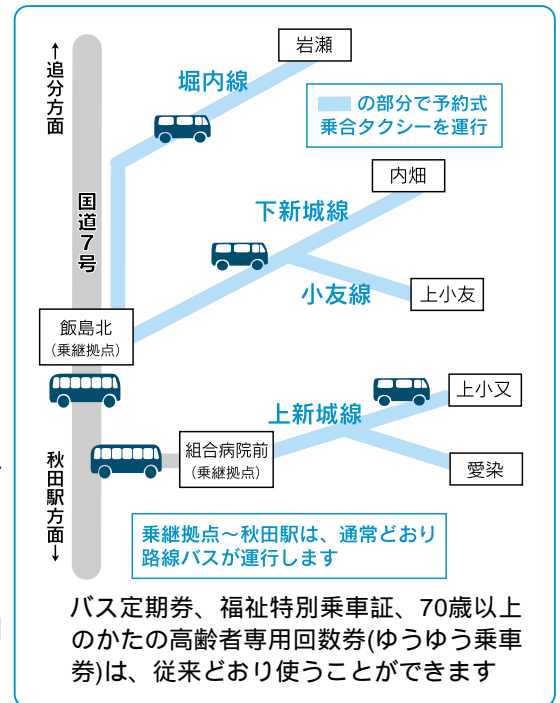 ↑追分方面
岩瀬
堀内線
の部分で予約式
乗合タクシーを運行
内畑
国道7号
下新城線
小友線
上小友
飯島北
(乗継拠点)
上小又
上新城線
組合病院前
(乗継拠点)
愛染
秋田駅方面↓
乗継拠点～秋田駅は、通常どおり
路線バスが運行します
バス定期券、福祉特別乗車証、70歳以上
のかたの高齢者専用回数券(ゆうゆう乗車
券)は、従来どおり使うことができます